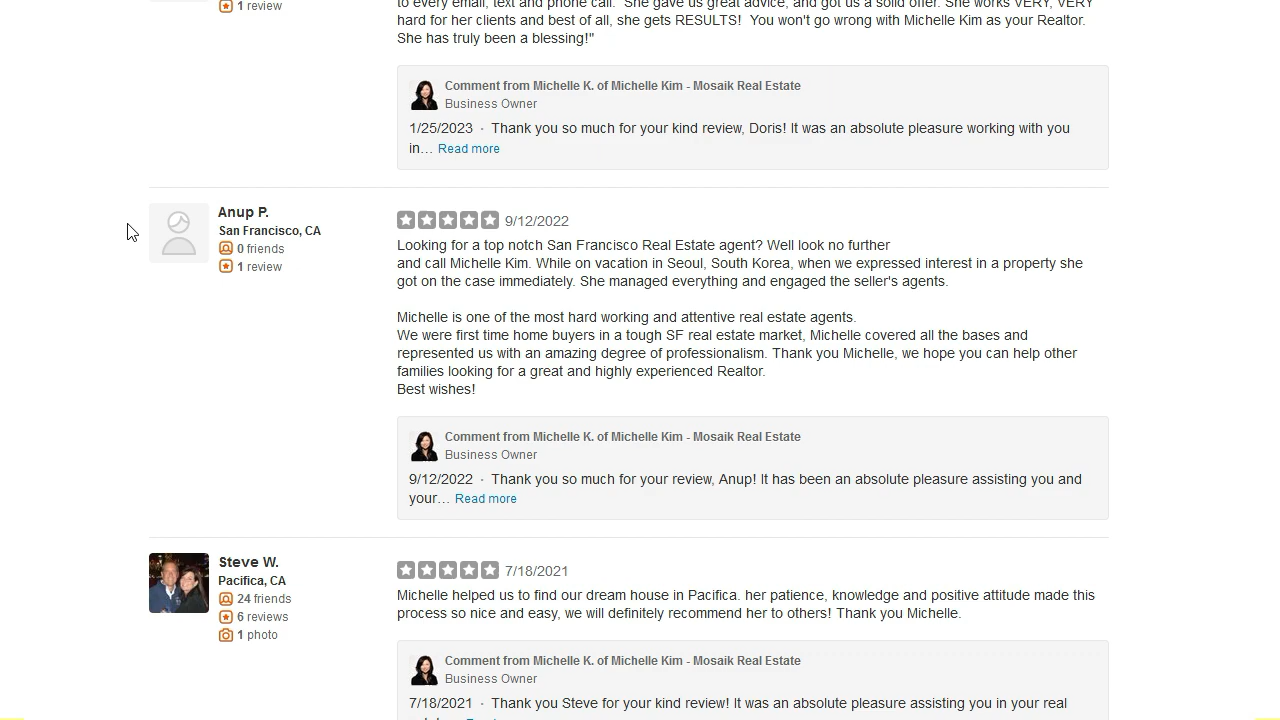 1 review
to every email, text and phone call.  She gave us great advice, and got us a solid offer. She works VERY, VERY
hard for her clients and best of all, she gets RESULTS!  You won't go wrong with Michelle Kim as your Realtor.
She has truly been a blessing!"
Comment from Michelle K. of Michelle Kim - Mosaik Real Estate
Business Owner
1/25/2023 · Thank you so much for your kind review, Doris! It was an absolute pleasure working with you
in… Read more
Anup P.
San Francisco, CA
0 friends
1 review
9/12/2022
Looking for a top notch San Francisco Real Estate agent? Well look no further
and call Michelle Kim. While on vacation in Seoul, South Korea, when we expressed interest in a property she
got on the case immediately. She managed everything and engaged the seller's agents.
Michelle is one of the most hard working and attentive real estate agents.
We were first time home buyers in a tough SF real estate market, Michelle covered all the bases and
represented us with an amazing degree of professionalism. Thank you Michelle, we hope you can help other
families looking for a great and highly experienced Realtor.
Best wishes!
Comment from Michelle K. of Michelle Kim - Mosaik Real Estate
Business Owner
9/12/2022 · Thank you so much for your review, Anup! It has been an absolute pleasure assisting you and
your… Read more
Steve W.
Pacifica, CA
24 friends
6 reviews
1 photo
7/18/2021
Michelle helped us to find our dream house in Pacifica. her patience, knowledge and positive attitude made this
process so nice and easy, we will definitely recommend her to others! Thank you Michelle.
Comment from Michelle K. of Michelle Kim - Mosaik Real Estate
Business Owner
7/18/2021 · Thank you Steve for your kind review! It was an absolute pleasure assisting you in your real